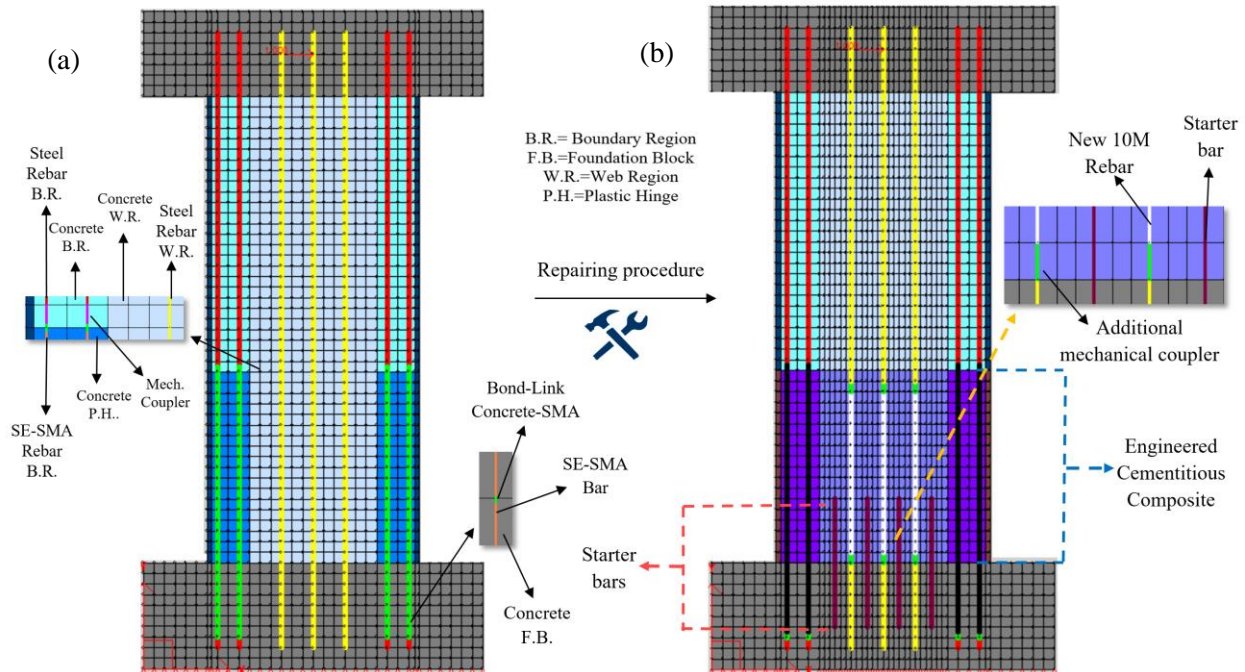 (a)
Steel
Rebar
B.R.
Concrete
B.R.
Concrete
W.R.
Steel
Rebar
W.R.
SE-SMA
Rebar
B.R.
Concrete
P.H..
Mech.
Coupler
Bond-Link
Concrete-SMA
SE-SMA
Bar
Concrete
F.B.
B.R.= Boundary Region
F.B.=Foundation Block
W.R.=Web Region
P.H.=Plastic Hinge
Repairing procedure
(b)
New 10M
Rebar
Starter
bar
Additional
mechanical coupler
Engineered
Cementitious
Composite
Starter
bars